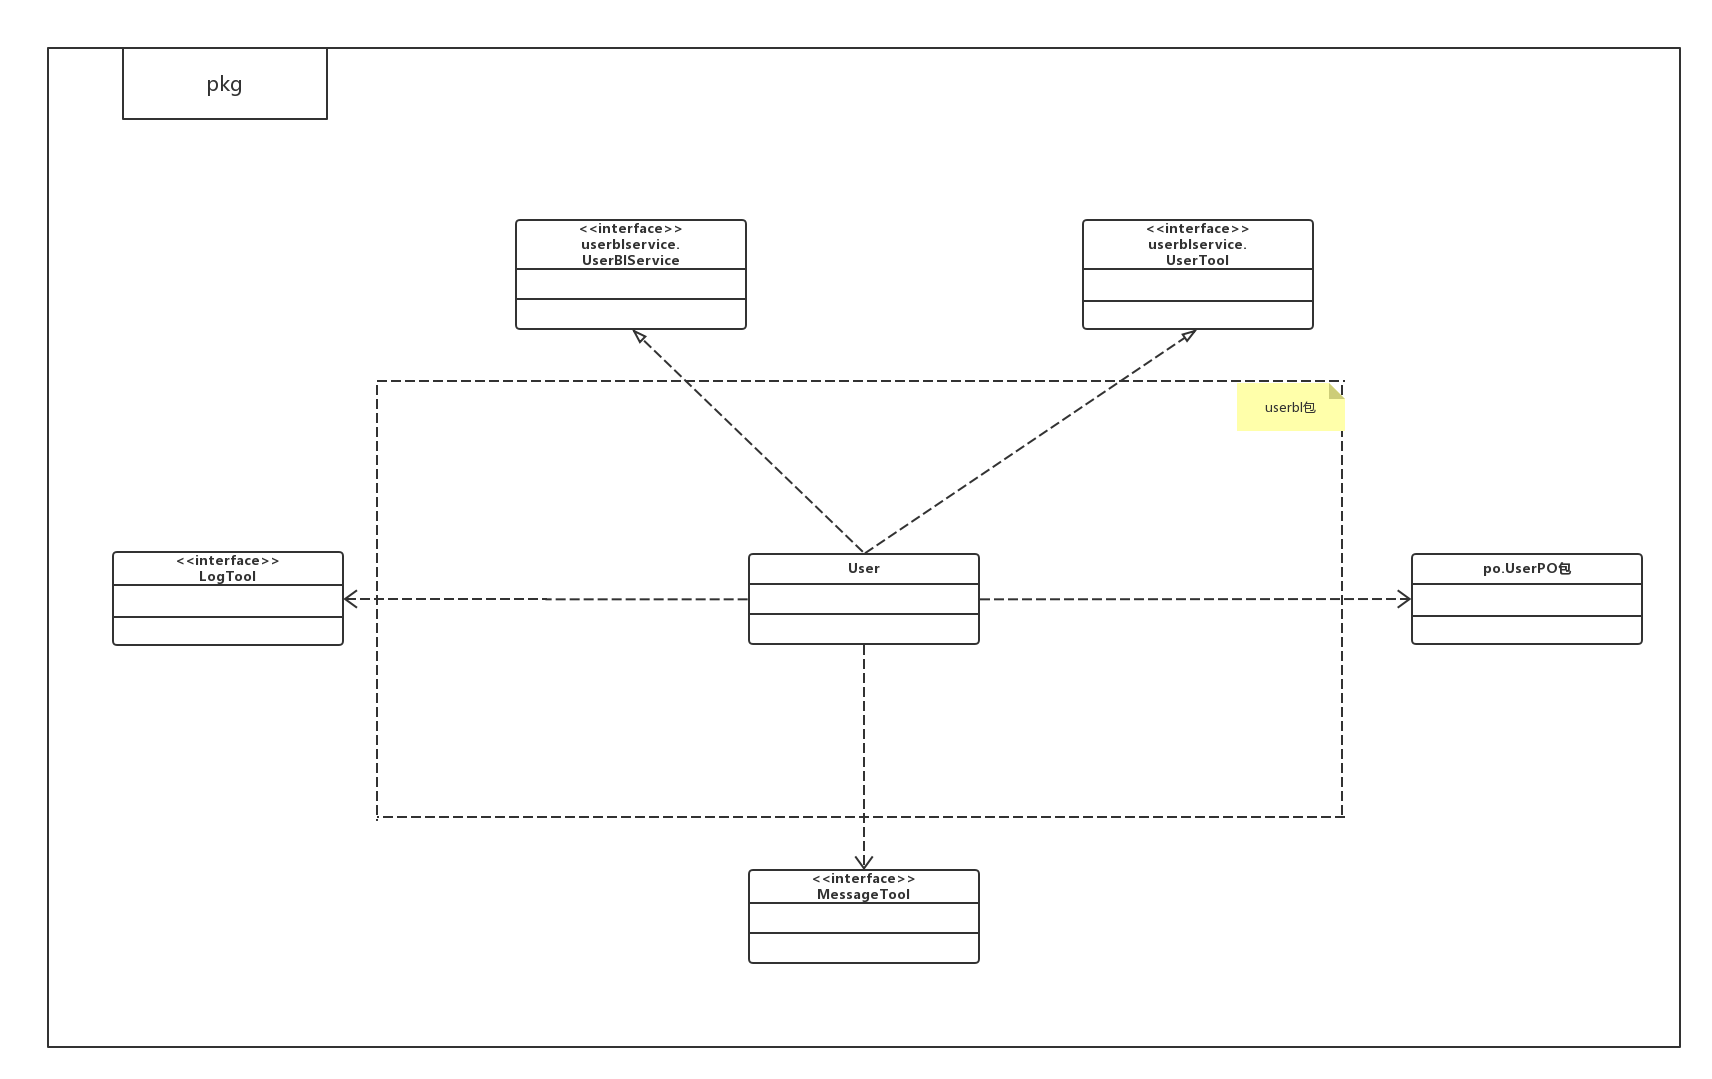 pkg
<<interface>>
userblservice.
UserBlService
<<interface>>
userblservice.
UserTool
userbl包
<<interface>>
LogTool
User
po.UserPO包
<<interface>>
MessageTool